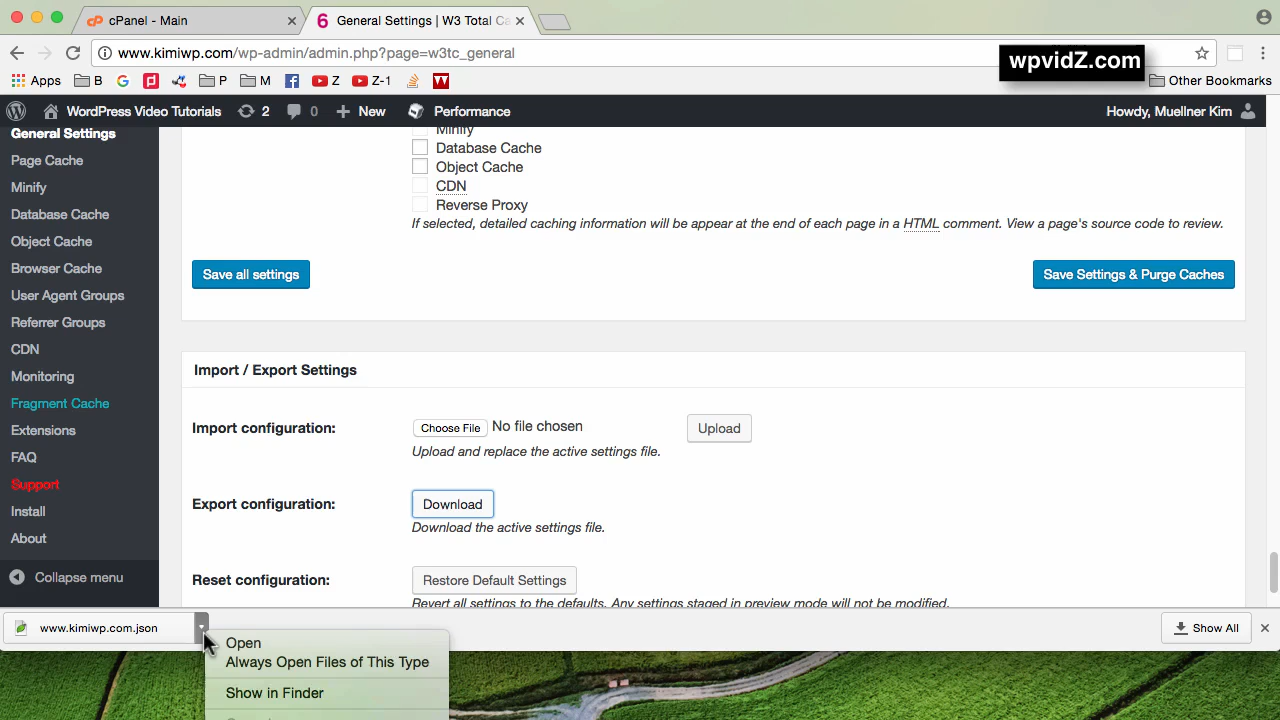 cPanel - Main
6 General Settings | W3 Total Ca
www.kimiwp.com/wp-admin/admin.php?page=w3tc_general
wpvidZ.com
Apps B G P M Z Z-1 Other Bookmarks
WordPress Video Tutorials 2 0 New Performance Howdy, Muellner Kim
General Settings
Page Cache
Minify
Database Cache
Object Cache
Browser Cache
User Agent Groups
Referrer Groups
CDN
Monitoring
Fragment Cache
Extensions
FAQ
Support
Install
About
Collapse menu
Minify
Database Cache
Object Cache
CDN
Reverse Proxy
If selected, detailed caching information will be appear at the end of each page in a HTML comment. View a page's source code to review.
Save all settings Save Settings & Purge Caches
Import / Export Settings
Import configuration: Choose File No file chosen Upload
Upload and replace the active settings file.
Export configuration: Download
Download the active settings file.
Reset configuration: Restore Default Settings
Revert all settings to the defaults. Any settings staged in preview mode will not be modified.
www.kimiwp.com.json Show All
Open
Always Open Files of This Type
Show in Finder